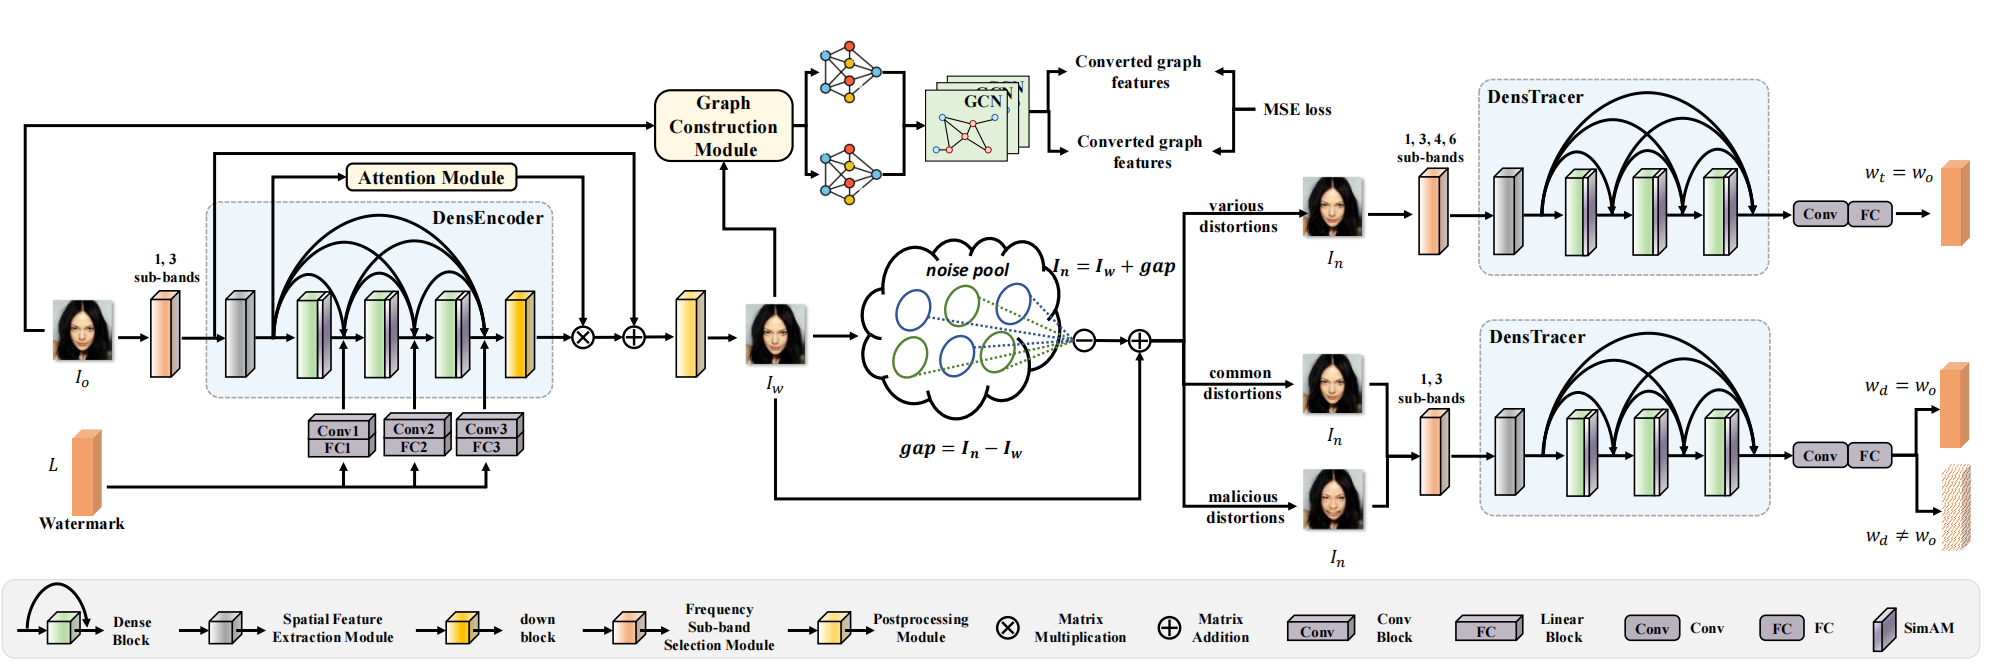 Graph
Construction
Module
GCN
GCN
GCN
Converted graph
features
Converted graph
features
MSE loss
Attention Module
DensEncoder
1, 3
sub-bands
I_o
L
Watermark
Conv1
FC1
Conv2
FC2
Conv3
FC3
I_w
noise pool
I_n = I_w + gap
gap = I_n − I_w
various
distortions
common
distortions
malicious
distortions
I_n
I_n
I_n
1, 3, 4, 6
sub-bands
DensTracer
Conv
FC
w_t = w_o
1, 3
sub-bands
DensTracer
Conv
FC
w_d = w_o
w_d ≠ w_o
Dense
Block
Spatial Feature
Extraction Module
down
block
Frequency
Sub-band
Selection Module
Postprocessing
Module
Matrix
Multiplication
Matrix
Addition
Conv
Conv
Block
FC
Linear
Block
Conv
Conv
FC
FC
SimAM